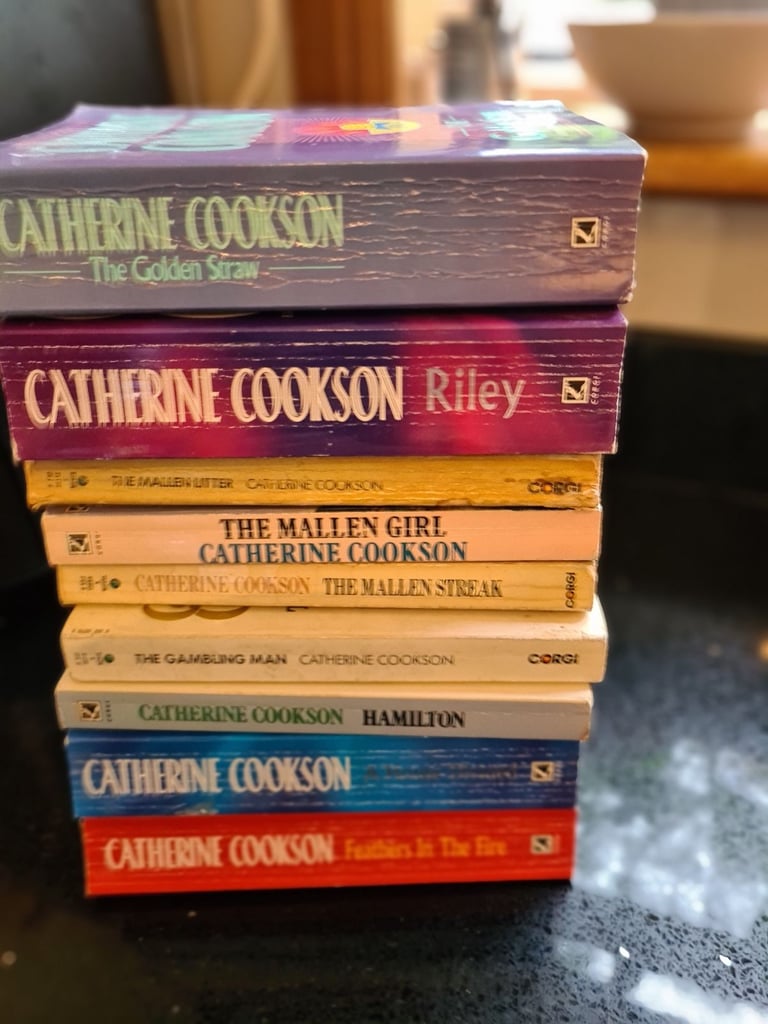 CATHERINE COOKSON
The Golden Straw
CORGI
CATHERINE COOKSON Riley CORGI
THE MALLEN LITTER CATHERINE COOKSON CORGI
THE MALLEN GIRL
CATHERINE COOKSON
CATHERINE COOKSON THE MALLEN STREAK CORGI
THE GAMBLING MAN CATHERINE COOKSON CORGI
CATHERINE COOKSON HAMILTON
CATHERINE COOKSON
CATHERINE COOKSON Feathers In The Fire